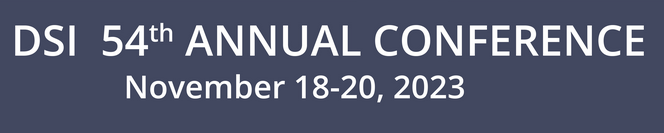 DSI 54th ANNUAL CONFERENCE
November 18-20, 2023